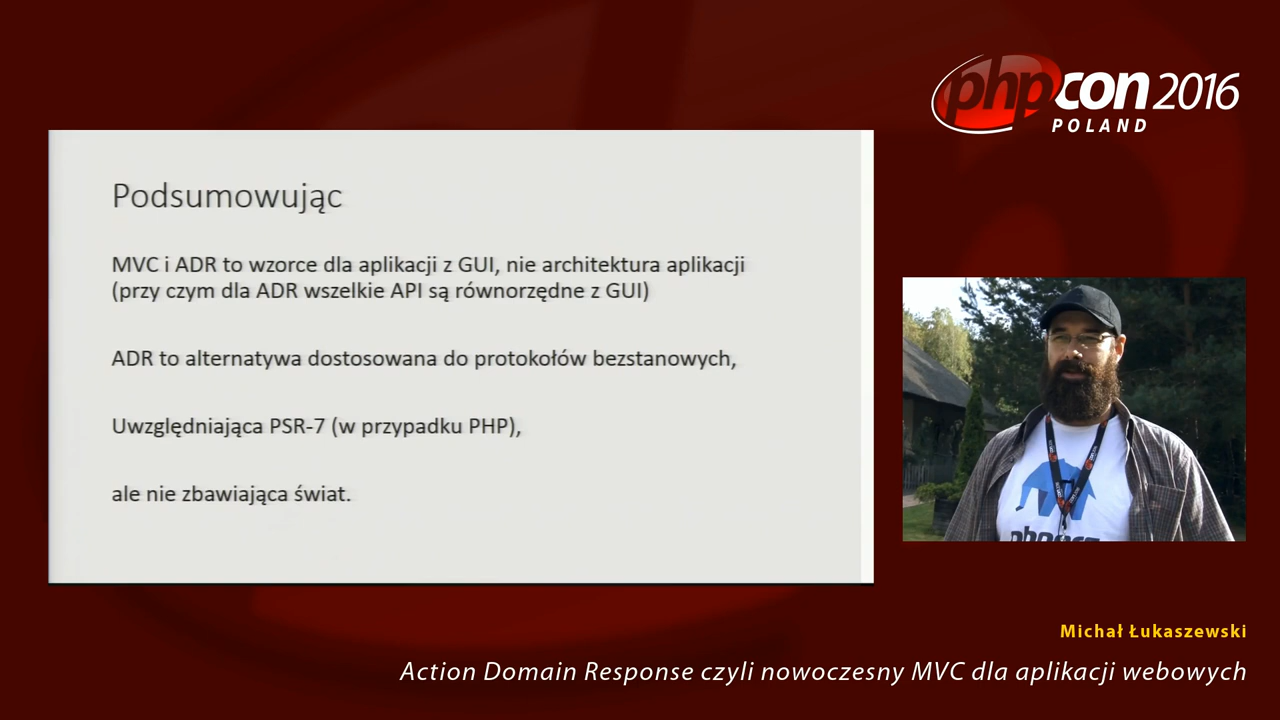 phpcon 2016
POLAND
Podsumowując
MVC i ADR to wzorce dla aplikacji z GUI, nie architektura aplikacji
(przy czym dla ADR wszelkie API są równorzędne z GUI)
ADR to alternatywa dostosowana do protokołów bezstanowych,
Uwzględniająca PSR-7 (w przypadku PHP),
ale nie zbawiająca świat.
Michał Łukaszewski
Action Domain Response czyli nowoczesny MVC dla aplikacji webowych